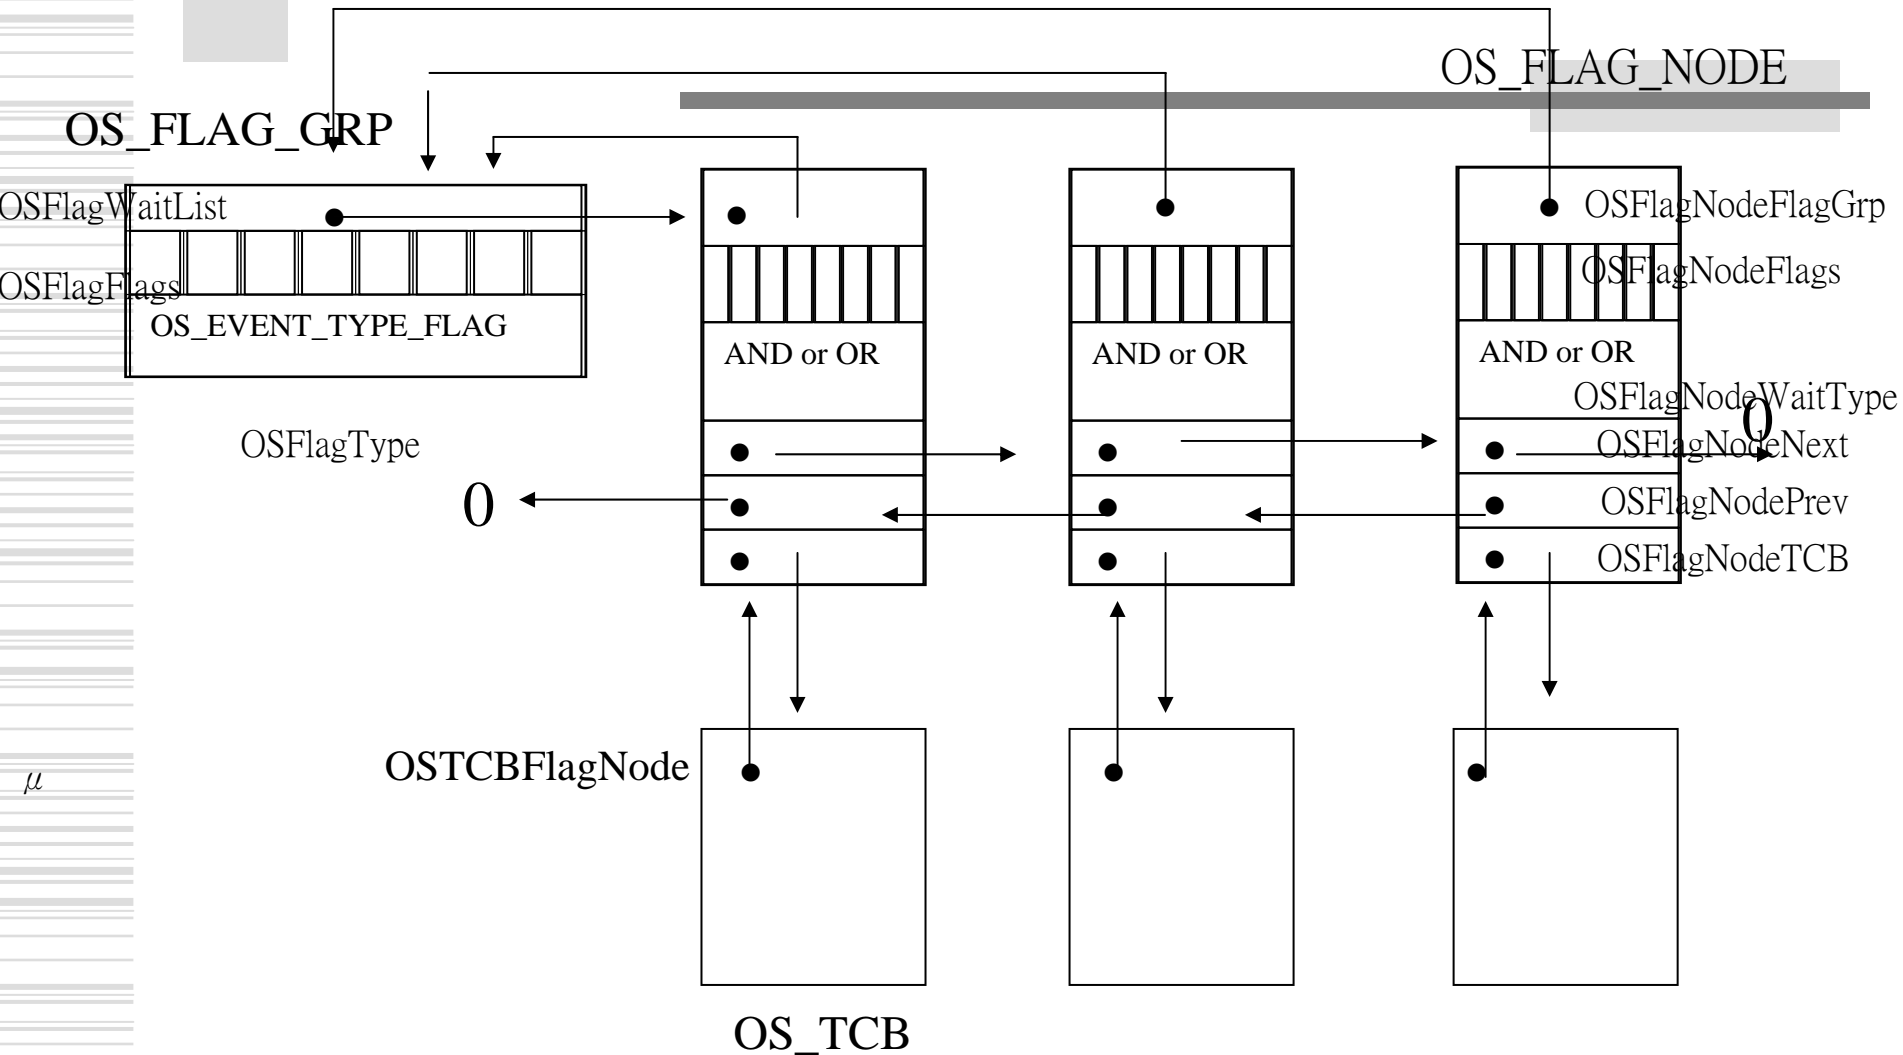 OS_FLAG_NODE
OS_FLAG_GRP
OSFlagWaitList
OSFlagNodeFlagGrp
OSFlagFlags
OSFlagNodeFlags
OS_EVENT_TYPE_FLAG
AND or OR
AND or OR
AND or OR
OSFlagNodeWaitType
0
OSFlagType
OSFlagNodeNext
0
OSFlagNodePrev
OSFlagNodeTCB
OSTCBFlagNode
μ
OS_TCB